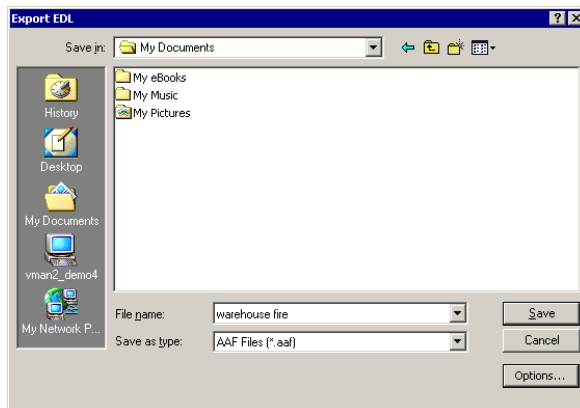 Export EDL
Save in: My Documents
History
Desktop
My Documents
vman2_demo4
My Network P...
My eBooks
My Music
My Pictures
File name: warehouse fire
Save as type: AAF Files (*.aaf)
Save
Cancel
Options...